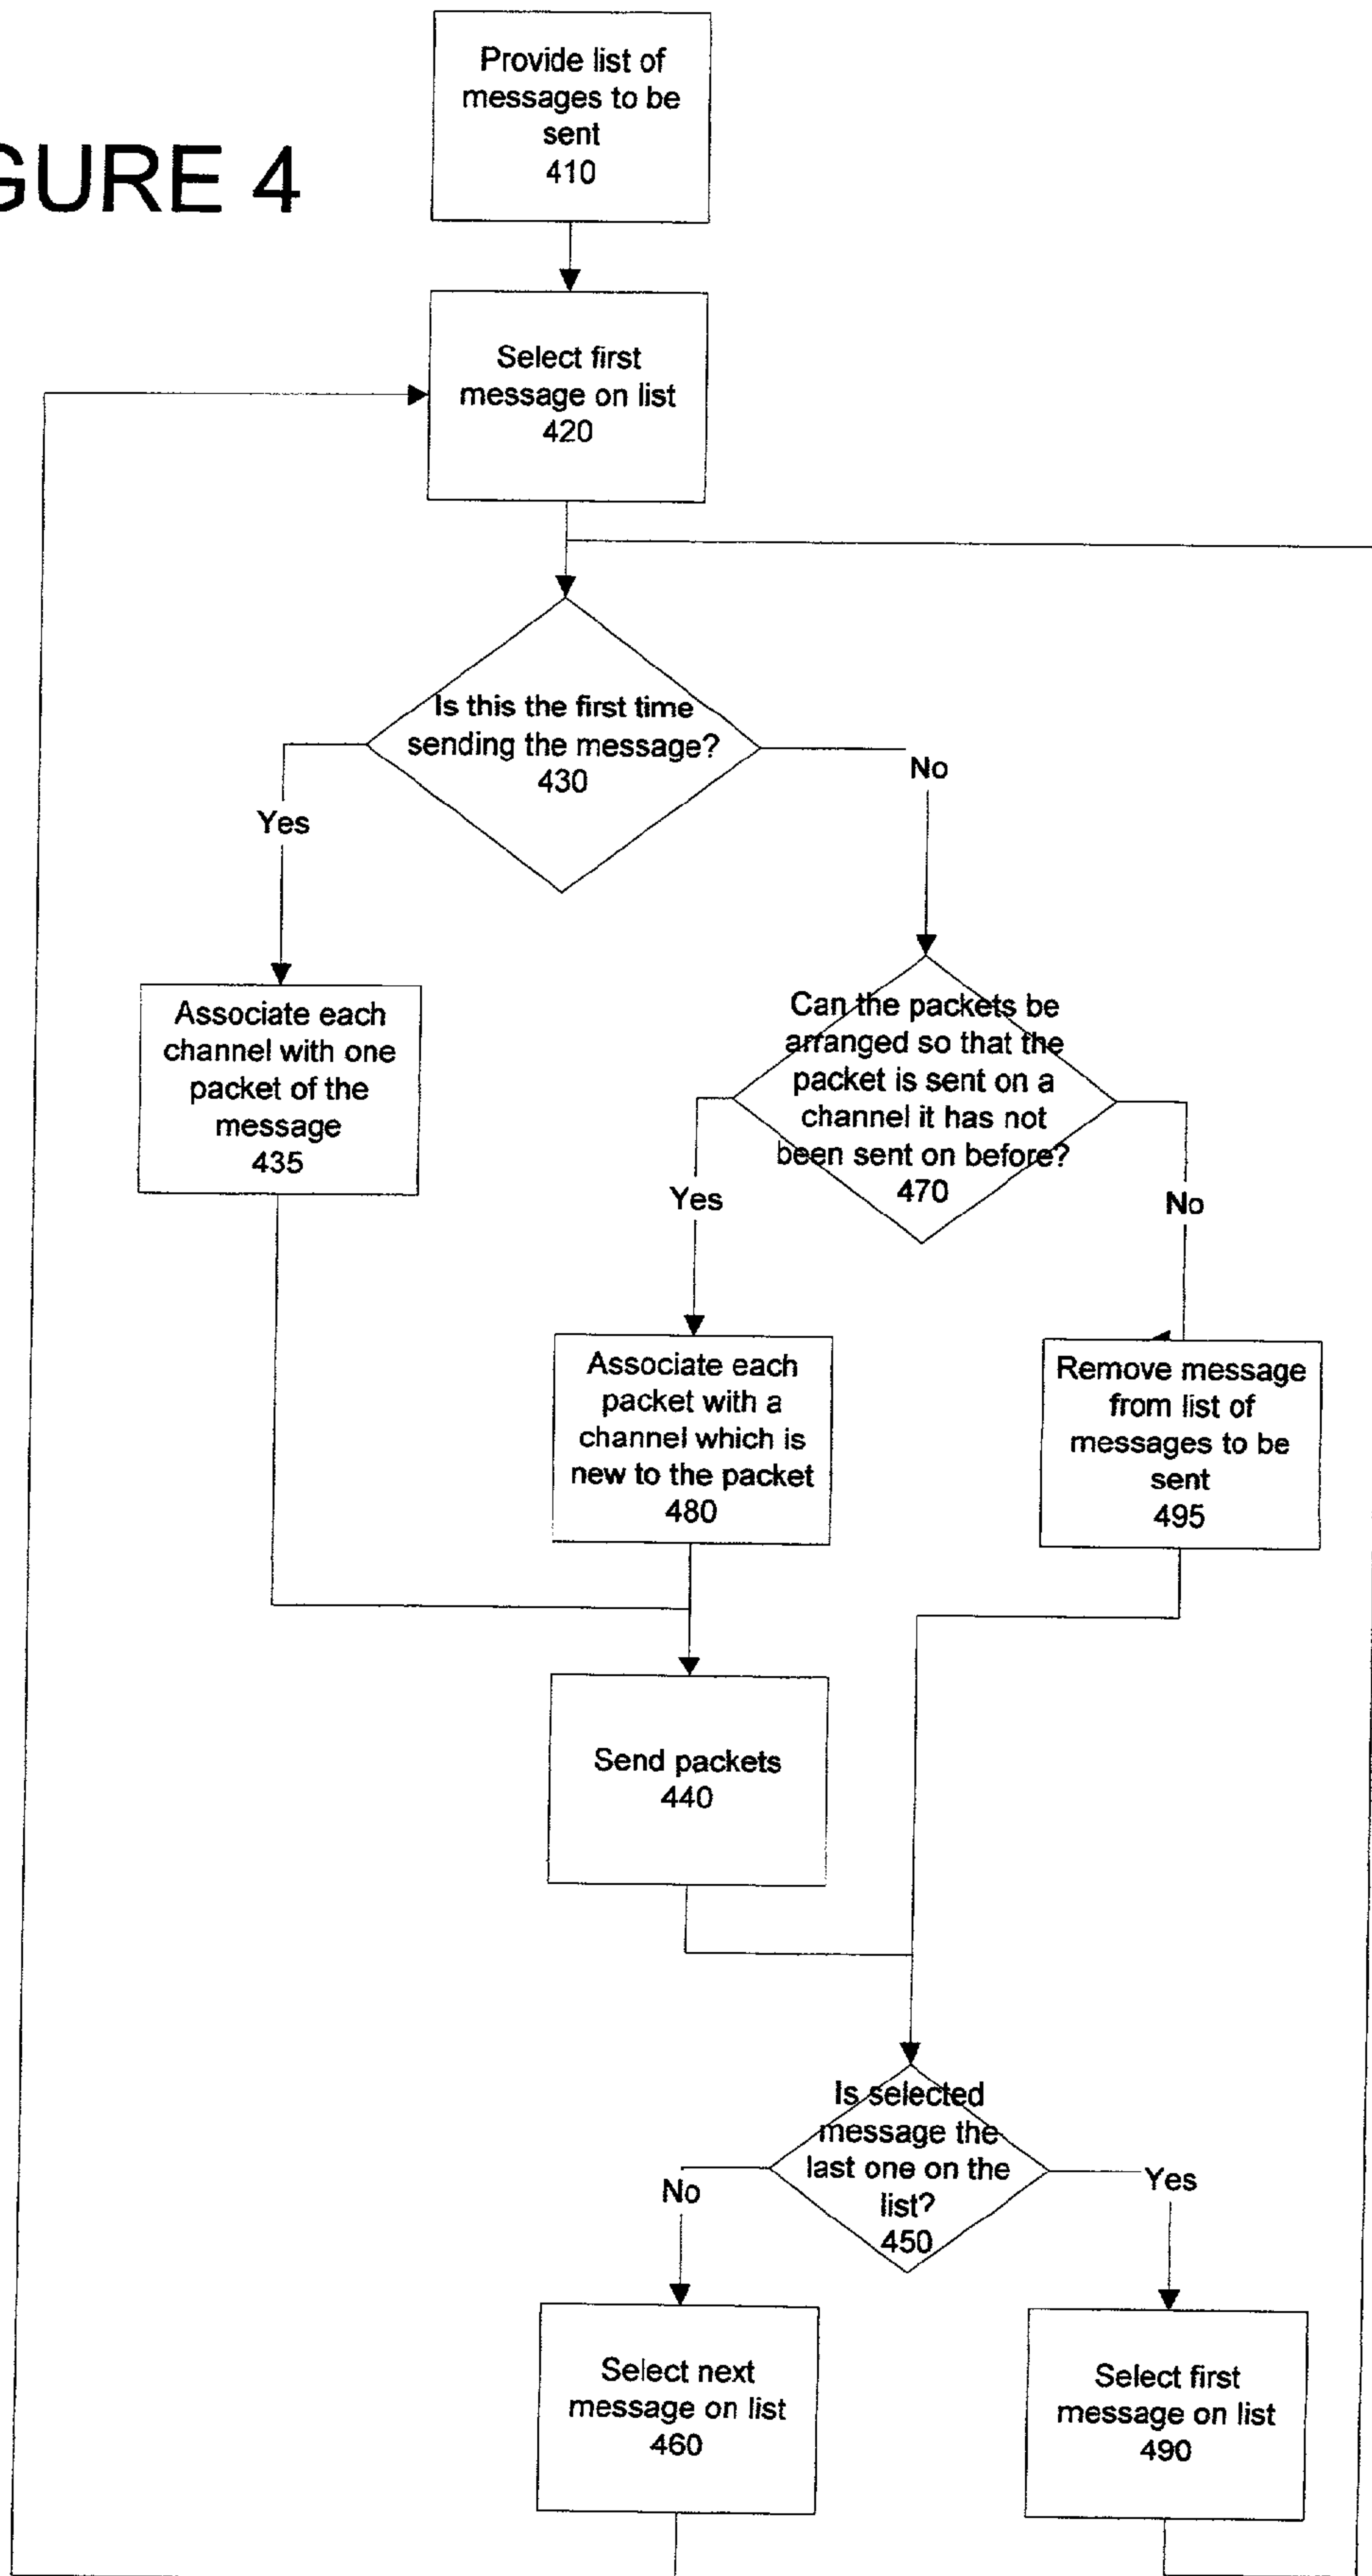 GURE 4
Provide list of
messages to be
sent
410
Select first
message on list
420
Is this the first time
sending the message?
430
Yes
No
Associate each
channel with one
packet of the
message
435
Can the packets be
arranged so that the
packet is sent on a
channel it has not
been sent on before?
470
Yes
No
Associate each
packet with a
channel which is
new to the packet
480
Remove message
from list of
messages to be
sent
495
Send packets
440
Is selected
message the
last one on the
list?
450
No
Yes
Select next
message on list
460
Select first
message on list
490